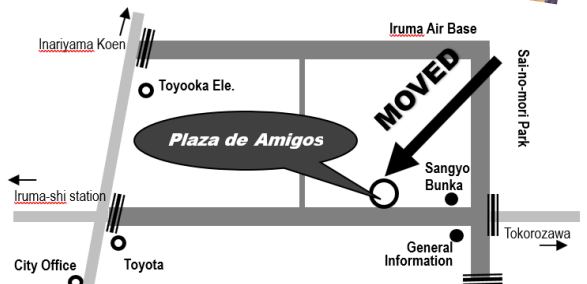 Iruma Air Base
Inariyama Koen
Sai-no-mori Park
MOVED
Toyooka Ele.
Plaza de Amigos
Sangyo
Bunka
Iruma-shi station
Tokorozawa
General
Information
City Office
Toyota